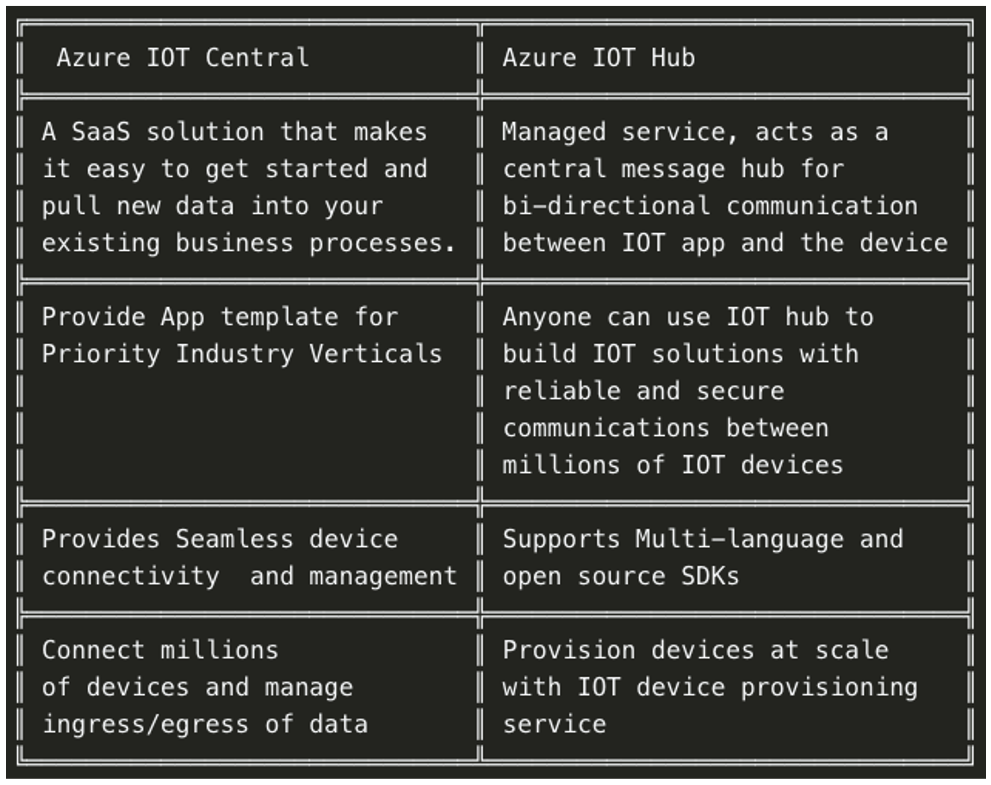 Azure IOT Central
Azure IOT Hub
A SaaS solution that makes
it easy to get started and
pull new data into your
existing business processes.
Managed service, acts as a
central message hub for
bi-directional communication
between IOT app and the device
Provide App template for
Priority Industry Verticals
Anyone can use IOT hub to
build IOT solutions with
reliable and secure
communications between
millions of IOT devices
Provides Seamless device
connectivity  and management
Supports Multi-language and
open source SDKs
Connect millions
of devices and manage
ingress/egress of data
Provision devices at scale
with IOT device provisioning
service